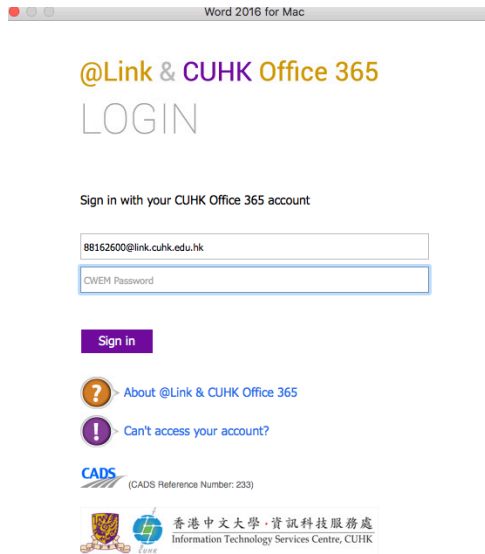 Word 2016 for Mac
@Link & CUHK Office 365
LOGIN
Sign in with your CUHK Office 365 account
88162600@link.cuhk.edu.hk
CWEM Password
Sign in
? About @Link & CUHK Office 365
! Can't access your account?
CADS (CADS Reference Number: 233)
香港中文大學·資訊科技服務處
CUHK Information Technology Services Centre, CUHK